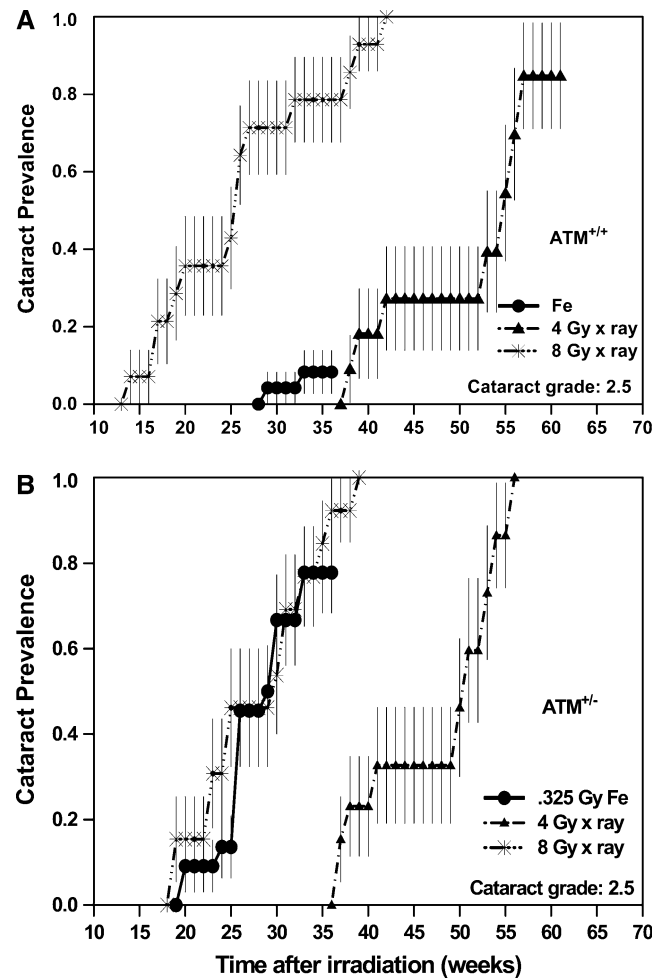 A
1.0
0.8
0.6
0.4
0.2
0.0
Cataract Prevalence
ATM+/+
Fe
4 Gy x ray
8 Gy x ray
Cataract grade: 2.5
10 15 20 25 30 35 40 45 50 55 60 65 70
B
1.0
0.8
0.6
0.4
0.2
0.0
Cataract Prevalence
ATM+/-
.325 Gy Fe
4 Gy x ray
8 Gy x ray
Cataract grade: 2.5
10 15 20 25 30 35 40 45 50 55 60 65 70
Time after irradiation (weeks)